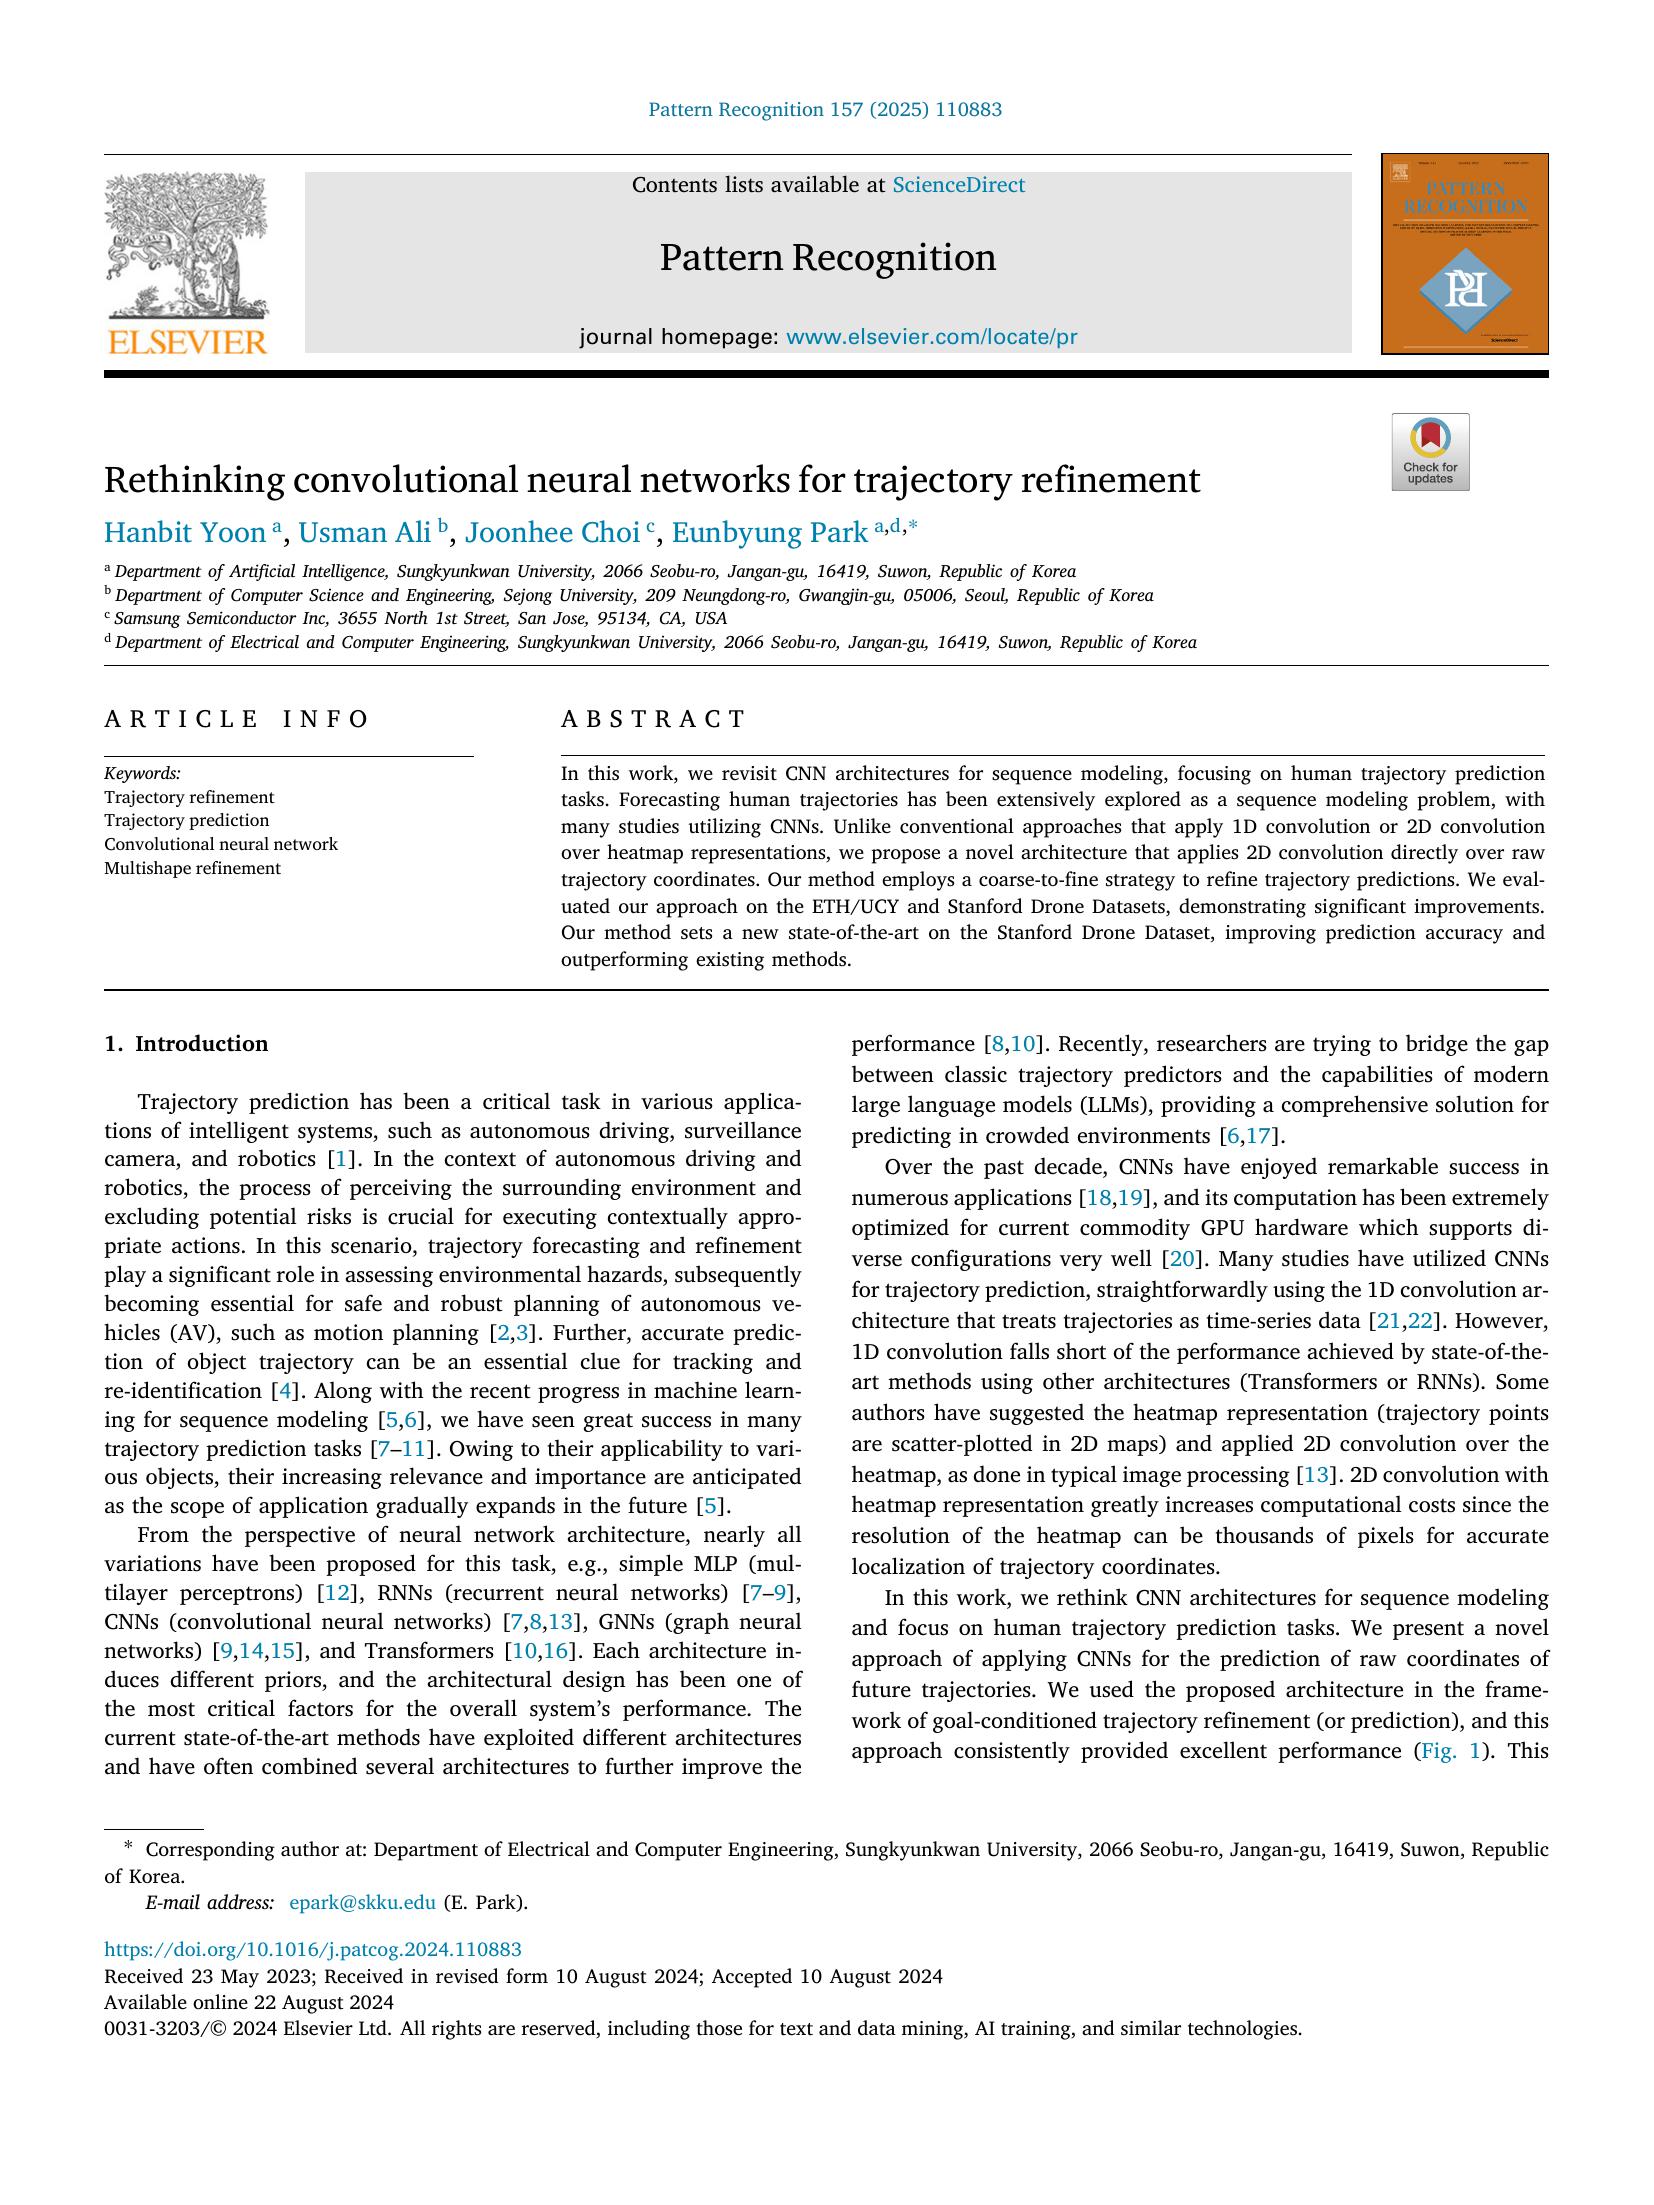 Pattern Recognition 157 (2025) 110883
Contents lists available at ScienceDirect
Pattern Recognition
journal homepage: www.elsevier.com/locate/pr
ELSEVIER
PATTERN
RECOGNITION
ScienceDirect
Check for
updates
Rethinking convolutional neural networks for trajectory refinement
Hanbit Yoon a, Usman Ali b, Joonhee Choi c, Eunbyung Park a,d,*
a Department of Artificial Intelligence, Sungkyunkwan University, 2066 Seobu-ro, Jangan-gu, 16419, Suwon, Republic of Korea
b Department of Computer Science and Engineering, Sejong University, 209 Neungdong-ro, Gwangjin-gu, 05006, Seoul, Republic of Korea
c Samsung Semiconductor Inc, 3655 North 1st Street, San Jose, 95134, CA, USA
d Department of Electrical and Computer Engineering, Sungkyunkwan University, 2066 Seobu-ro, Jangan-gu, 16419, Suwon, Republic of Korea
ARTICLE INFO
Keywords:
Trajectory refinement
Trajectory prediction
Convolutional neural network
Multishape refinement
ABSTRACT
In this work, we revisit CNN architectures for sequence modeling, focusing on human trajectory prediction
tasks. Forecasting human trajectories has been extensively explored as a sequence modeling problem, with
many studies utilizing CNNs. Unlike conventional approaches that apply 1D convolution or 2D convolution
over heatmap representations, we propose a novel architecture that applies 2D convolution directly over raw
trajectory coordinates. Our method employs a coarse-to-fine strategy to refine trajectory predictions. We eval-
uated our approach on the ETH/UCY and Stanford Drone Datasets, demonstrating significant improvements.
Our method sets a new state-of-the-art on the Stanford Drone Dataset, improving prediction accuracy and
outperforming existing methods.
1. Introduction
Trajectory prediction has been a critical task in various applica-
tions of intelligent systems, such as autonomous driving, surveillance
camera, and robotics [1]. In the context of autonomous driving and
robotics, the process of perceiving the surrounding environment and
excluding potential risks is crucial for executing contextually appro-
priate actions. In this scenario, trajectory forecasting and refinement
play a significant role in assessing environmental hazards, subsequently
becoming essential for safe and robust planning of autonomous ve-
hicles (AV), such as motion planning [2,3]. Further, accurate predic-
tion of object trajectory can be an essential clue for tracking and
re-identification [4]. Along with the recent progress in machine learn-
ing for sequence modeling [5,6], we have seen great success in many
trajectory prediction tasks [7–11]. Owing to their applicability to vari-
ous objects, their increasing relevance and importance are anticipated
as the scope of application gradually expands in the future [5].
From the perspective of neural network architecture, nearly all
variations have been proposed for this task, e.g., simple MLP (mul-
tilayer perceptrons) [12], RNNs (recurrent neural networks) [7–9],
CNNs (convolutional neural networks) [7,8,13], GNNs (graph neural
networks) [9,14,15], and Transformers [10,16]. Each architecture in-
duces different priors, and the architectural design has been one of
the most critical factors for the overall system's performance. The
current state-of-the-art methods have exploited different architectures
and have often combined several architectures to further improve the
performance [8,10]. Recently, researchers are trying to bridge the gap
between classic trajectory predictors and the capabilities of modern
large language models (LLMs), providing a comprehensive solution for
predicting in crowded environments [6,17].
Over the past decade, CNNs have enjoyed remarkable success in
numerous applications [18,19], and its computation has been extremely
optimized for current commodity GPU hardware which supports di-
verse configurations very well [20]. Many studies have utilized CNNs
for trajectory prediction, straightforwardly using the 1D convolution ar-
chitecture that treats trajectories as time-series data [21,22]. However,
1D convolution falls short of the performance achieved by state-of-the-
art methods using other architectures (Transformers or RNNs). Some
authors have suggested the heatmap representation (trajectory points
are scatter-plotted in 2D maps) and applied 2D convolution over the
heatmap, as done in typical image processing [13]. 2D convolution with
heatmap representation greatly increases computational costs since the
resolution of the heatmap can be thousands of pixels for accurate
localization of trajectory coordinates.
In this work, we rethink CNN architectures for sequence modeling
and focus on human trajectory prediction tasks. We present a novel
approach of applying CNNs for the prediction of raw coordinates of
future trajectories. We used the proposed architecture in the frame-
work of goal-conditioned trajectory refinement (or prediction), and this
approach consistently provided excellent performance (Fig. 1). This
* Corresponding author at: Department of Electrical and Computer Engineering, Sungkyunkwan University, 2066 Seobu-ro, Jangan-gu, 16419, Suwon, Republic
of Korea.
E-mail address: epark@skku.edu (E. Park).
https://doi.org/10.1016/j.patcog.2024.110883
Received 23 May 2023; Received in revised form 10 August 2024; Accepted 10 August 2024
Available online 22 August 2024
0031-3203/© 2024 Elsevier Ltd. All rights are reserved, including those for text and data mining, AI training, and similar technologies.